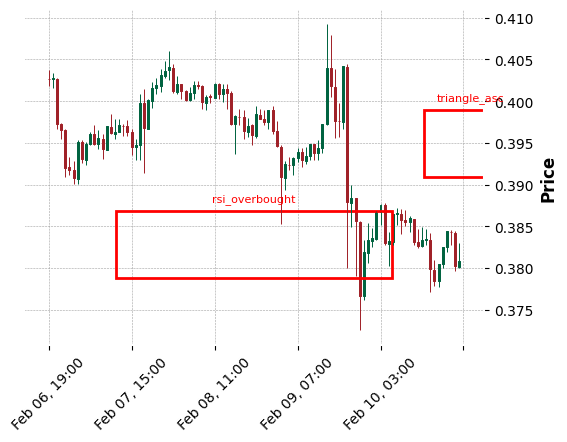 0.410
0.405
triangle_asc
0.400
0.395
0.390
rsi_overbought
0.385
0.380
0.375
Price
Feb 06, 19:00
Feb 07, 15:00
Feb 08, 11:00
Feb 09, 07:00
Feb 10, 03:00